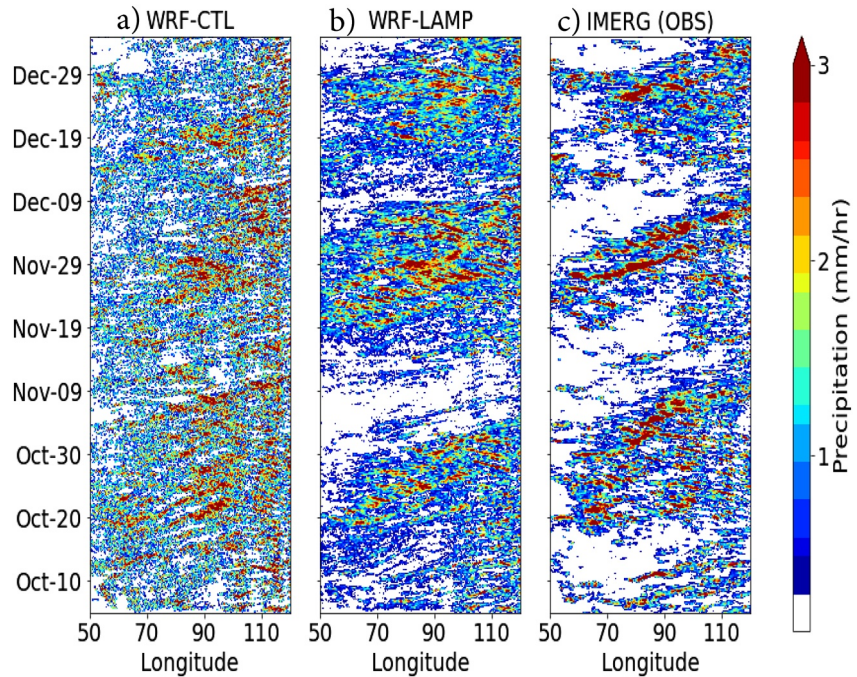 a) WRF-CTL
b) WRF-LAMP
c) IMERG (OBS)
Dec-29
Dec-19
Dec-09
Nov-29
Nov-19
Nov-09
Oct-30
Oct-20
Oct-10
50 70 90 110
50 70 90 110
50 70 90 110
Longitude
Longitude
Longitude
3
2
1
Precipitation (mm/hr)